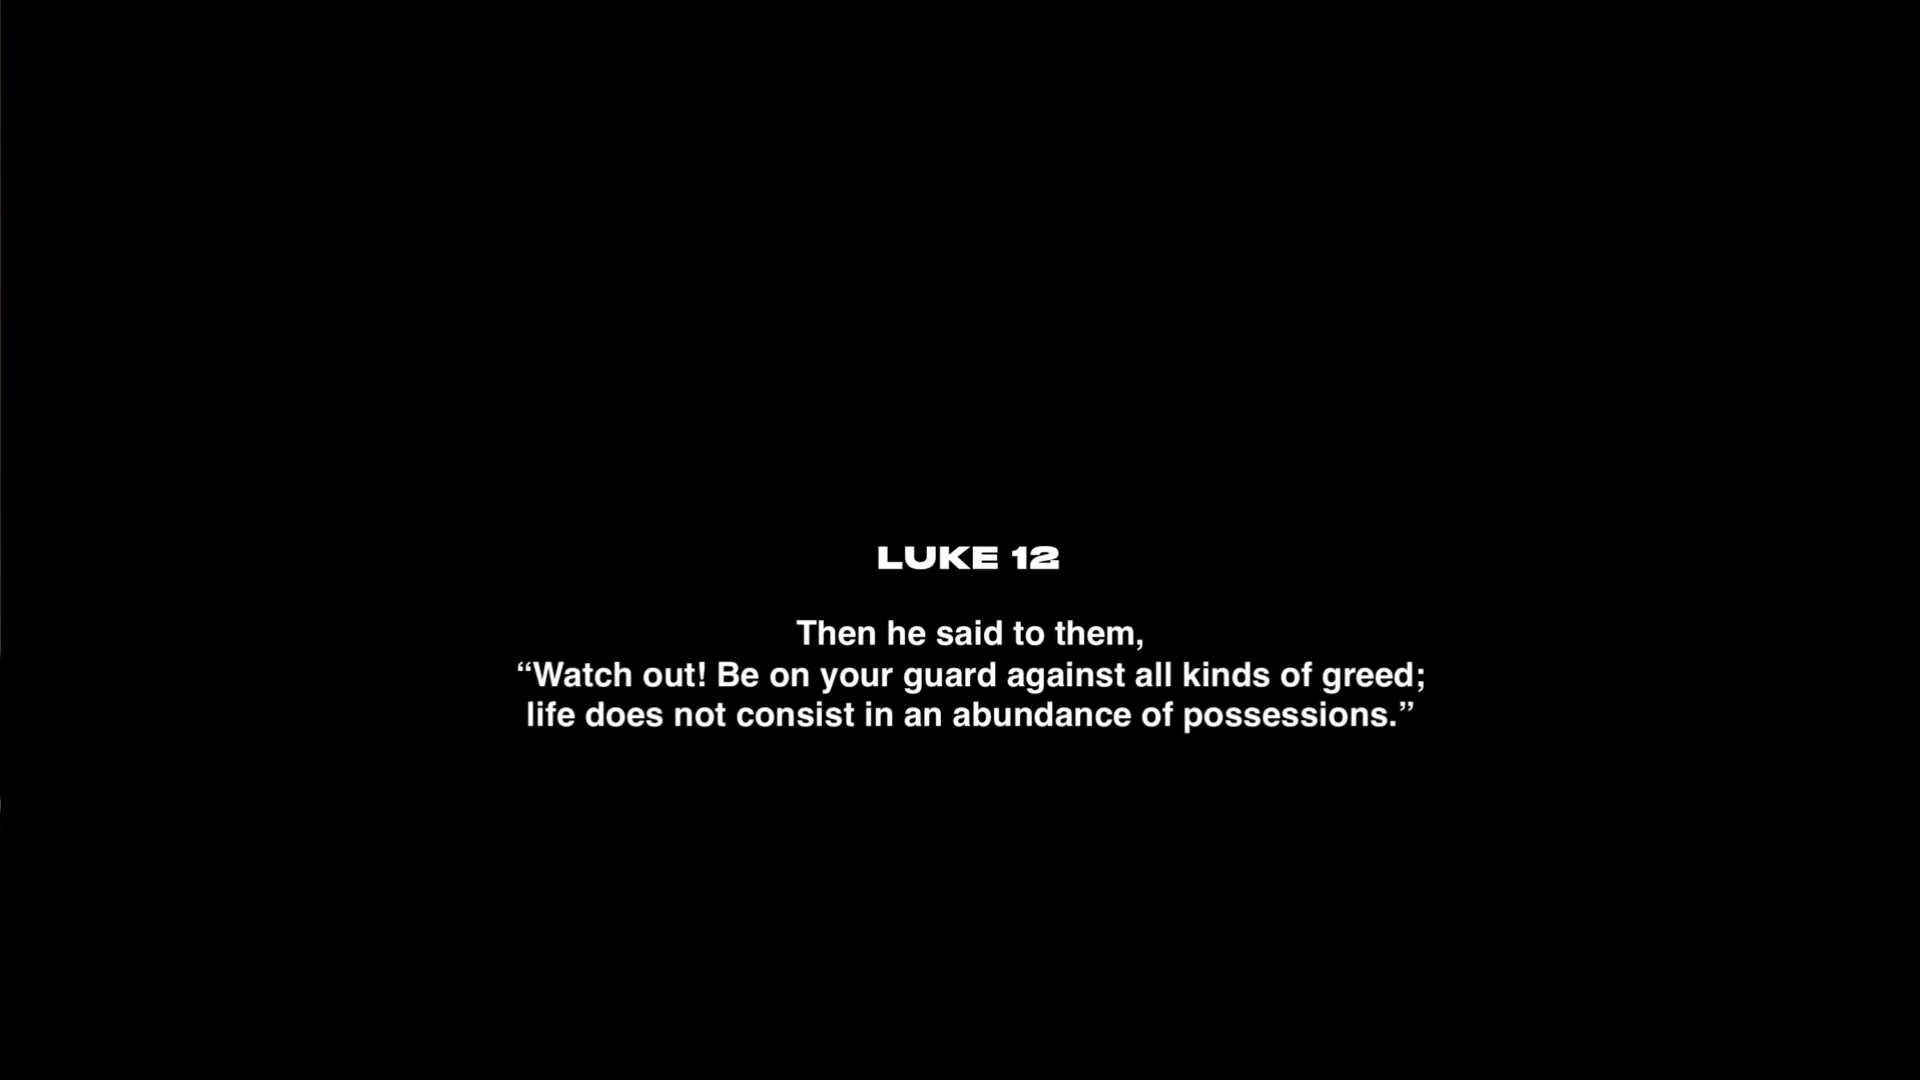 LUKE 12
Then he said to them,
“Watch out! Be on your guard against all kinds of greed;
life does not consist in an abundance of possessions.”